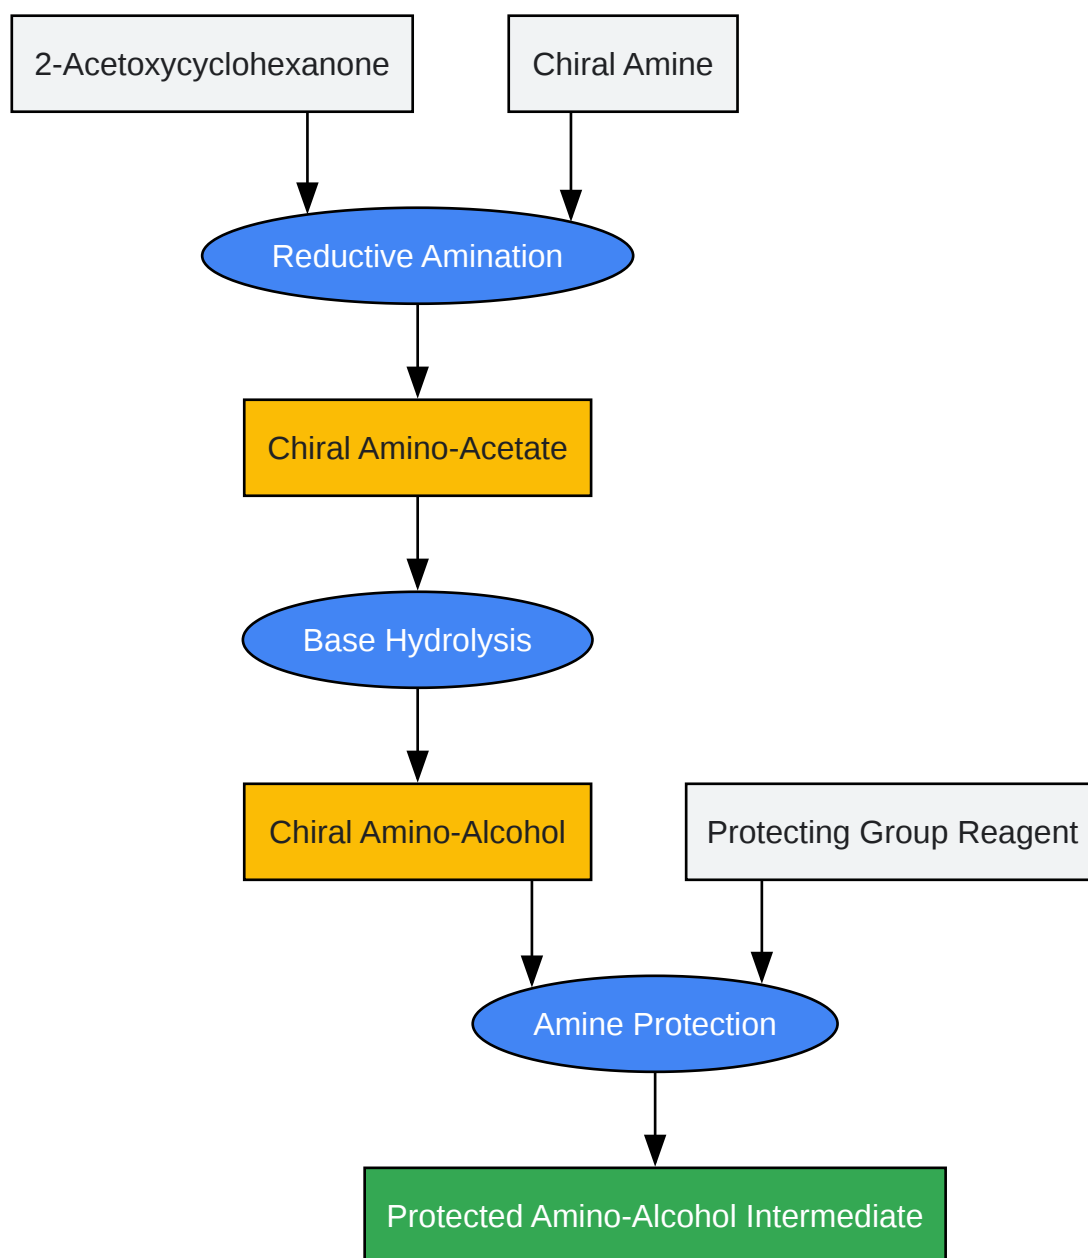 2-Acetoxycyclohexanone
Chiral Amine
Reductive Amination
Chiral Amino-Acetate
Base Hydrolysis
Chiral Amino-Alcohol
Protecting Group Reagent
Amine Protection
Protected Amino-Alcohol Intermediate